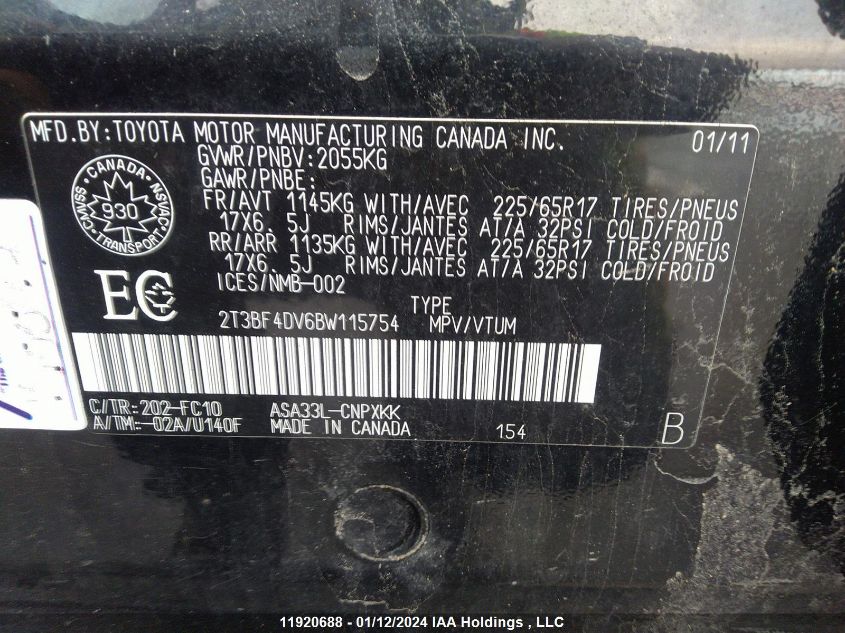 MFD.BY:TOYOTA MOTOR MANUFACTURING CANADA INC. 01/11
GVWR/PNBV:2055KG
GAWR/PNBE:
FR/AVT 1145KG WITH/AVEC 225/65R17 TIRES/PNEUS
17X6. 5J RIMS/JANTES AT/A 32PSI COLD/FROID
RR/ARR 1135KG WITH/AVEC 225/65R17 TIRES/PNEUS
17X6. 5J RIMS/JANTES AT/A 32PSI COLD/FROID
ICES/NMB-002
CANADA
CMVSS NSVAC
930
TRANSPORT
EC
TYPE
2T3BF4DV6BW115754 MPV/VTUM
C/TR:202-FC10 ASA33L-CNPXKK
A/TM:-02A/U140F MADE IN CANADA 154 B
11920688 - 01/12/2024 IAA Holdings , LLC